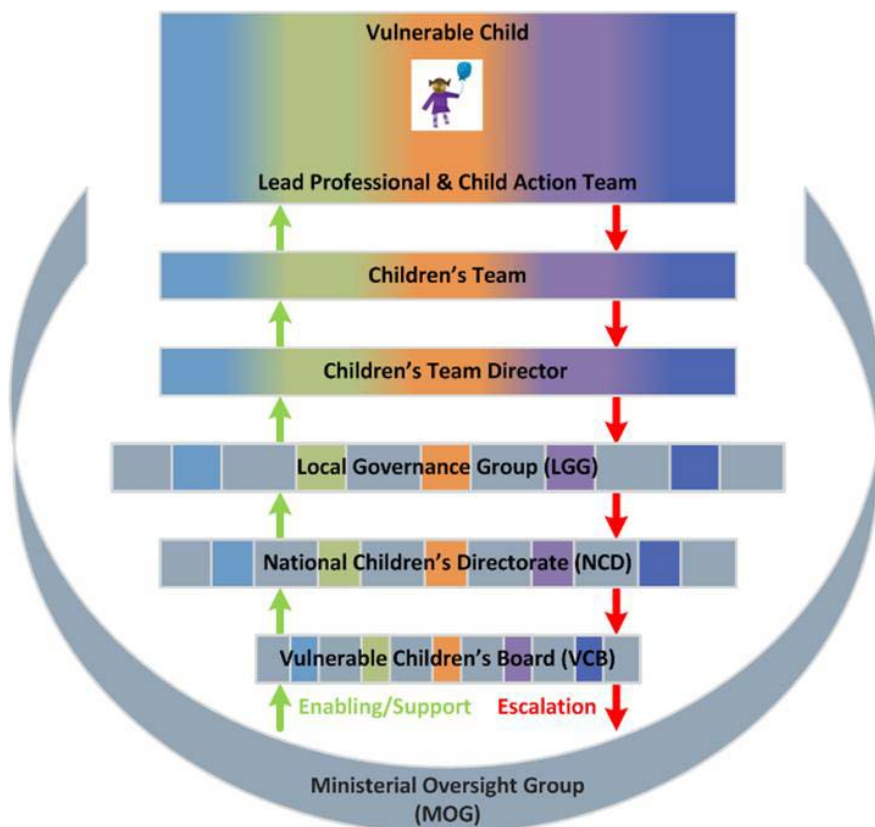 Vulnerable Child
Lead Professional & Child Action Team
Children's Team
Children's Team Director
Local Governance Group (LGG)
National Children's Directorate (NCD)
Vulnerable Children's Board (VCB)
Enabling/Support Escalation
Ministerial Oversight Group
(MOG)